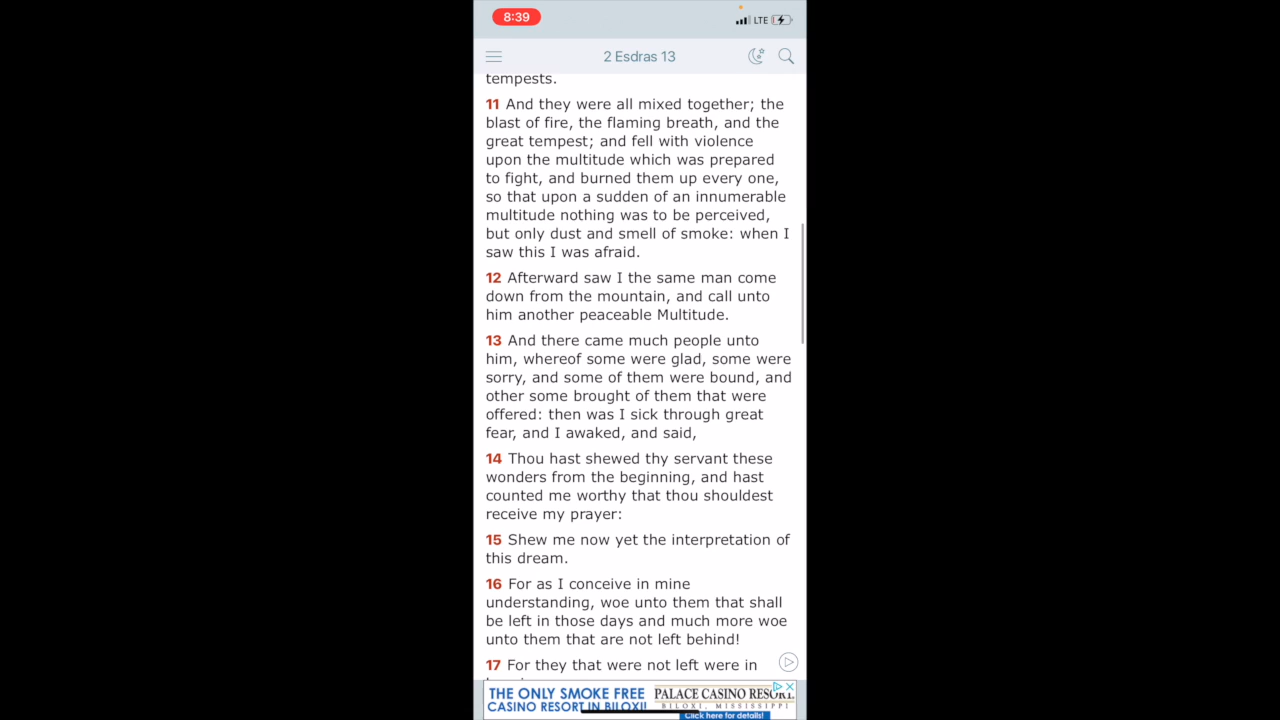 8:39
LTE
2 Esdras 13
tempests.
11 And they were all mixed together; the
blast of fire, the flaming breath, and the
great tempest; and fell with violence
upon the multitude which was prepared
to fight, and burned them up every one,
so that upon a sudden of an innumerable
multitude nothing was to be perceived,
but only dust and smell of smoke: when I
saw this I was afraid.
12 Afterward saw I the same man come
down from the mountain, and call unto
him another peaceable Multitude.
13 And there came much people unto
him, whereof some were glad, some were
sorry, and some of them were bound, and
other some brought of them that were
offered: then was I sick through great
fear, and I awaked, and said,
14 Thou hast shewed thy servant these
wonders from the beginning, and hast
counted me worthy that thou shouldest
receive my prayer:
15 Shew me now yet the interpretation of
this dream.
16 For as I conceive in mine
understanding, woe unto them that shall
be left in those days and much more woe
unto them that are not left behind!
17 For they that were not left were in
THE ONLY SMOKE FREE
CASINO RESORT IN BILOXI!
PALACE CASINO RESORT
BILOXI, MISSISSIPPI
Click here for details!